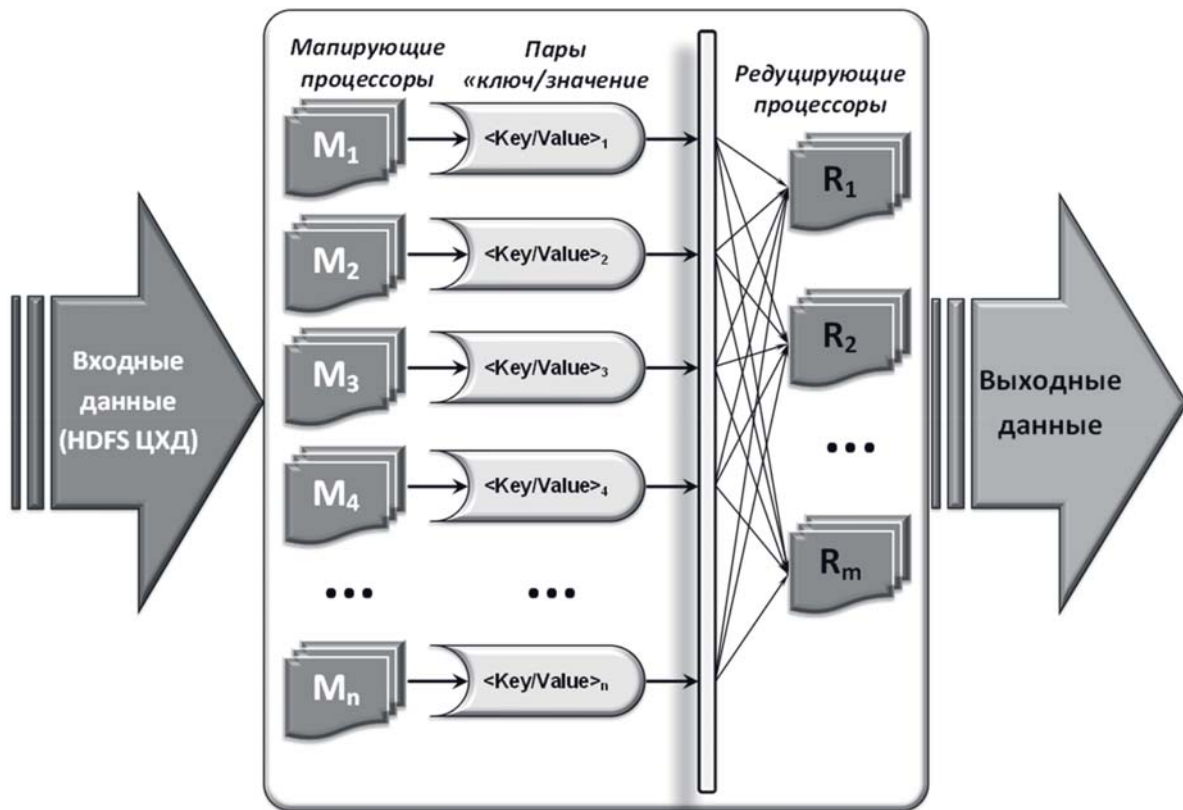 Мапирующие
процессоры
Пары
«ключ/значение
Редуцирующие
процессоры
Входные
данные
(HDFS ЦХД)
M₁
<Key/Value>₁
M₂
<Key/Value>₂
M₃
<Key/Value>₃
M₄
<Key/Value>₄
...
...
Mₙ
<Key/Value>ₙ
R₁
R₂
...
Rₘ
Выходные
данные